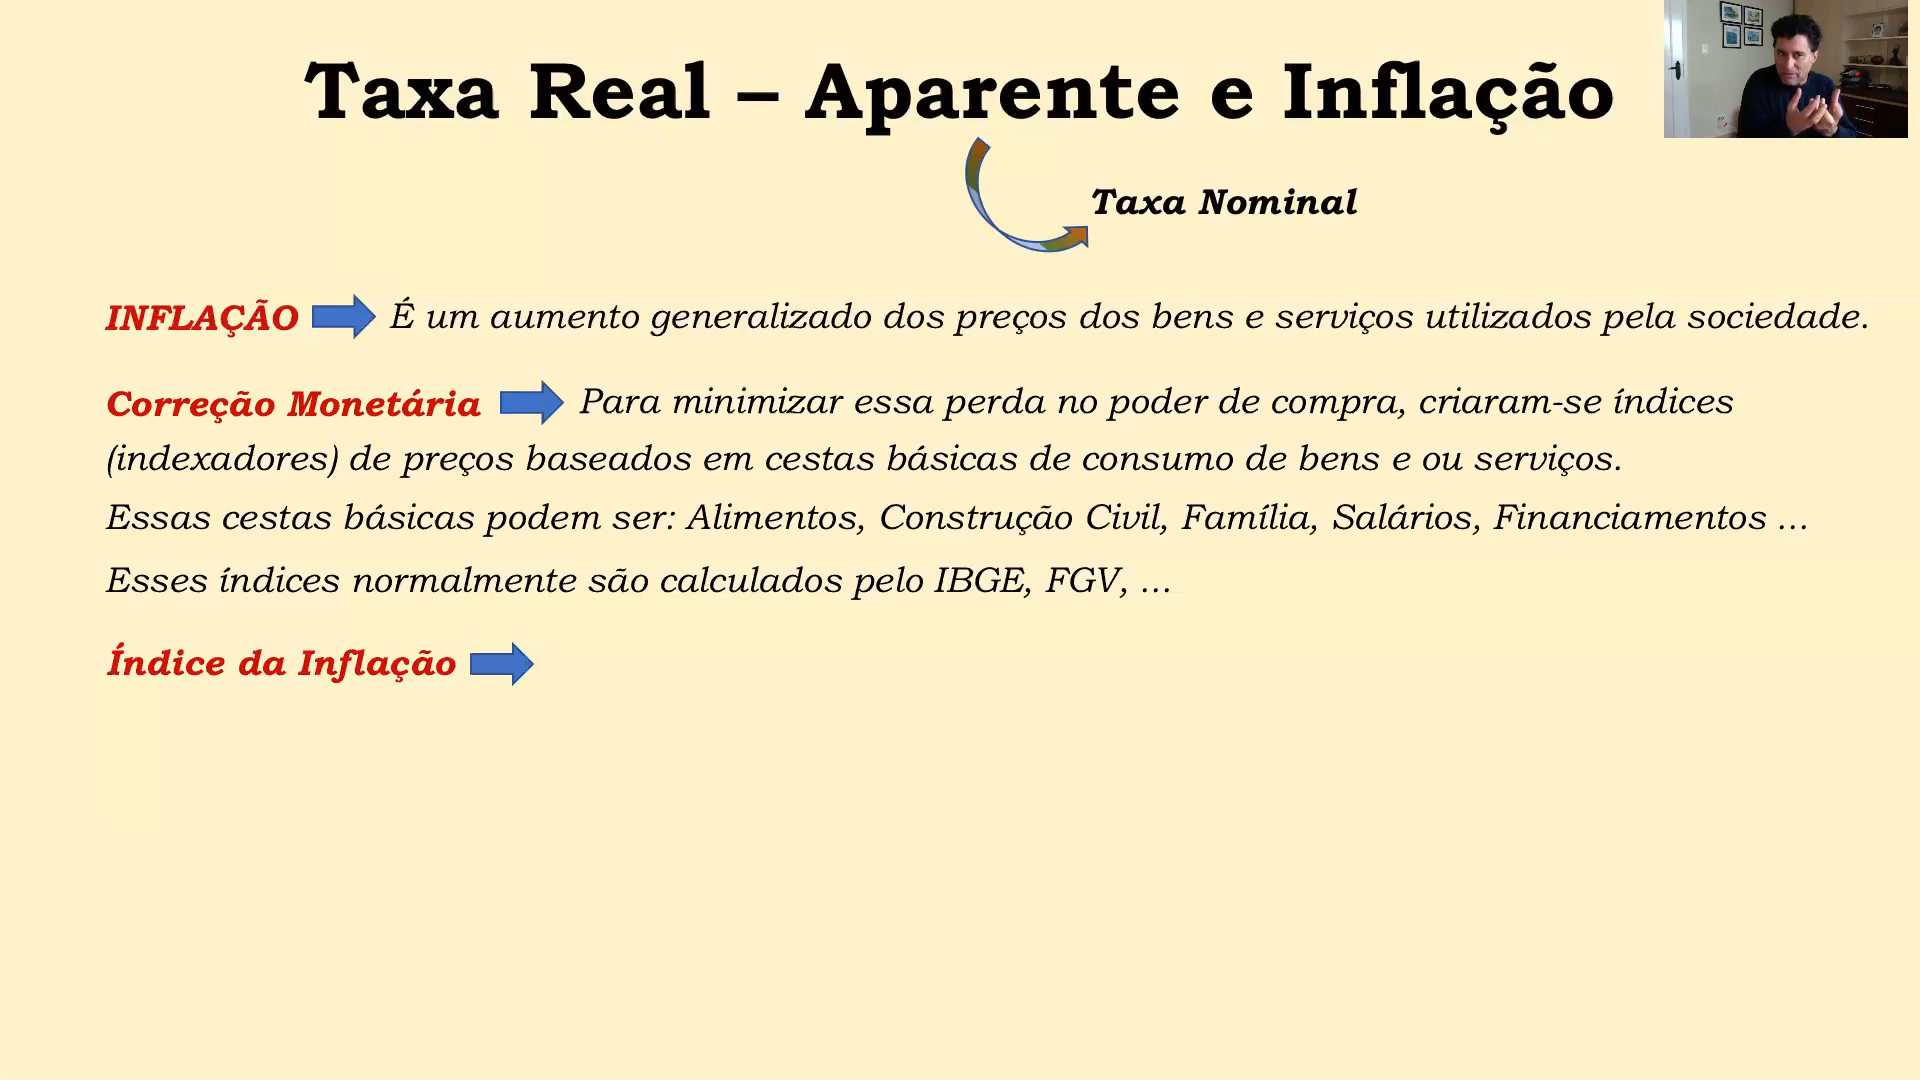 Taxa Real – Aparente e Inflação
Taxa Nominal
INFLAÇÃO É um aumento generalizado dos preços dos bens e serviços utilizados pela sociedade.
Correção Monetária Para minimizar essa perda no poder de compra, criaram-se índices
(indexadores) de preços baseados em cestas básicas de consumo de bens e ou serviços.
Essas cestas básicas podem ser: Alimentos, Construção Civil, Família, Salários, Financiamentos ...
Esses índices normalmente são calculados pelo IBGE, FGV, ...
Índice da Inflação